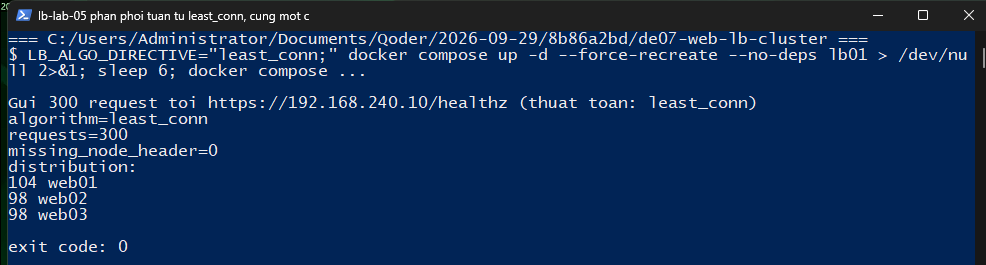 lb-lab-05 phan phoi tuan tu least_conn, cung mot c
=== C:/Users/Administrator/Documents/Qoder/2026-09-29/8b86a2bd/de07-web-lb-cluster ===
$ LB_ALGO_DIRECTIVE="least_conn;" docker compose up -d --force-recreate --no-deps lb01 > /dev/nu
ll 2>&1; sleep 6; docker compose ...
Gui 300 request toi https://192.168.240.10/healthz (thuat toan: least_conn)
algorithm=least_conn
requests=300
missing_node_header=0
distribution:
104 web01
98 web02
98 web03
exit code: 0